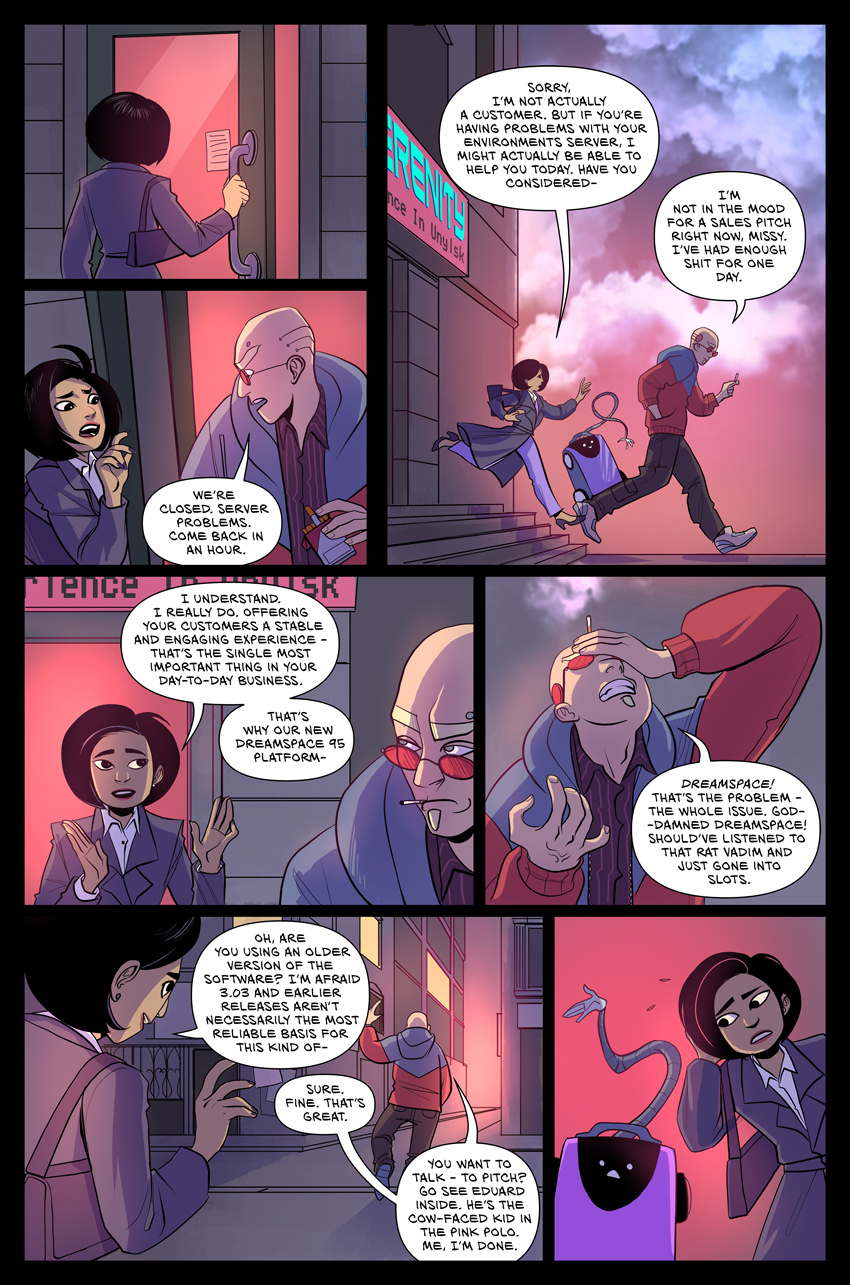 WE'RE
CLOSED. SERVER
PROBLEMS.
COME BACK IN
AN HOUR.
ERENITY
nce In Unylsk
SORRY,
I'M NOT ACTUALLY
A CUSTOMER. BUT IF YOU'RE
HAVING PROBLEMS WITH YOUR
ENVIRONMENTS SERVER, I
MIGHT ACTUALLY BE ABLE TO
HELP YOU TODAY. HAVE YOU
CONSIDERED-
I'M
NOT IN THE MOOD
FOR A SALES PITCH
RIGHT NOW, MISSY.
I'VE HAD ENOUGH
SHIT FOR ONE
DAY.
rience In Unylsk
I UNDERSTAND.
I REALLY DO. OFFERING
YOUR CUSTOMERS A STABLE
AND ENGAGING EXPERIENCE -
THAT'S THE SINGLE MOST
IMPORTANT THING IN YOUR
DAY-TO-DAY BUSINESS.
THAT'S
WHY OUR NEW
DREAMSPACE 95
PLATFORM-
DREAMSPACE!
THAT'S THE PROBLEM -
THE WHOLE ISSUE. GOD-
-DAMNED DREAMSPACE!
SHOULD'VE LISTENED TO
THAT RAT VADIM AND
JUST GONE INTO
SLOTS.
OH, ARE
YOU USING AN OLDER
VERSION OF THE
SOFTWARE? I'M AFRAID
3.03 AND EARLIER
RELEASES AREN'T
NECESSARILY THE MOST
RELIABLE BASIS FOR
THIS KIND OF-
SURE.
FINE. THAT'S
GREAT.
YOU WANT TO
TALK - TO PITCH?
GO SEE EDUARD
INSIDE. HE'S THE
COW-FACED KID IN
THE PINK POLO.
ME, I'M DONE.